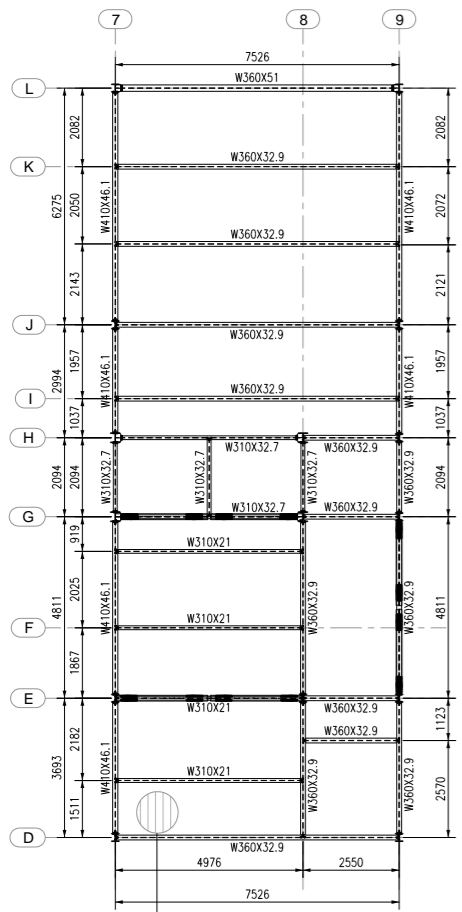 7 8 9
7526
W360X51
L
2082 2082
W360X32.9
K
6275
W410X46.1 W410X46.1
2050 2072
W360X32.9
2143 2121
J
W360X32.9
2994
1957 1957
W410X46.1 W410X46.1
W360X32.9
I
1037 1037
H
W310X32.7 W360X32.9
2094 2094 W310X32.7 W310X32.7 W310X32.7 W360X32.9 2094
W310X32.7 W360X32.9
G
919
W310X21
4811 2025 W410X46.1 W360X32.9 W360X32.9 4811
W310X21
F
1867
E
W310X21 W360X32.9
1123
W360X32.9
3693 2182 W410X46.1
W310X21
W360X32.9 W360X32.9
1511 2570
D
W360X32.9
4976 2550
7526